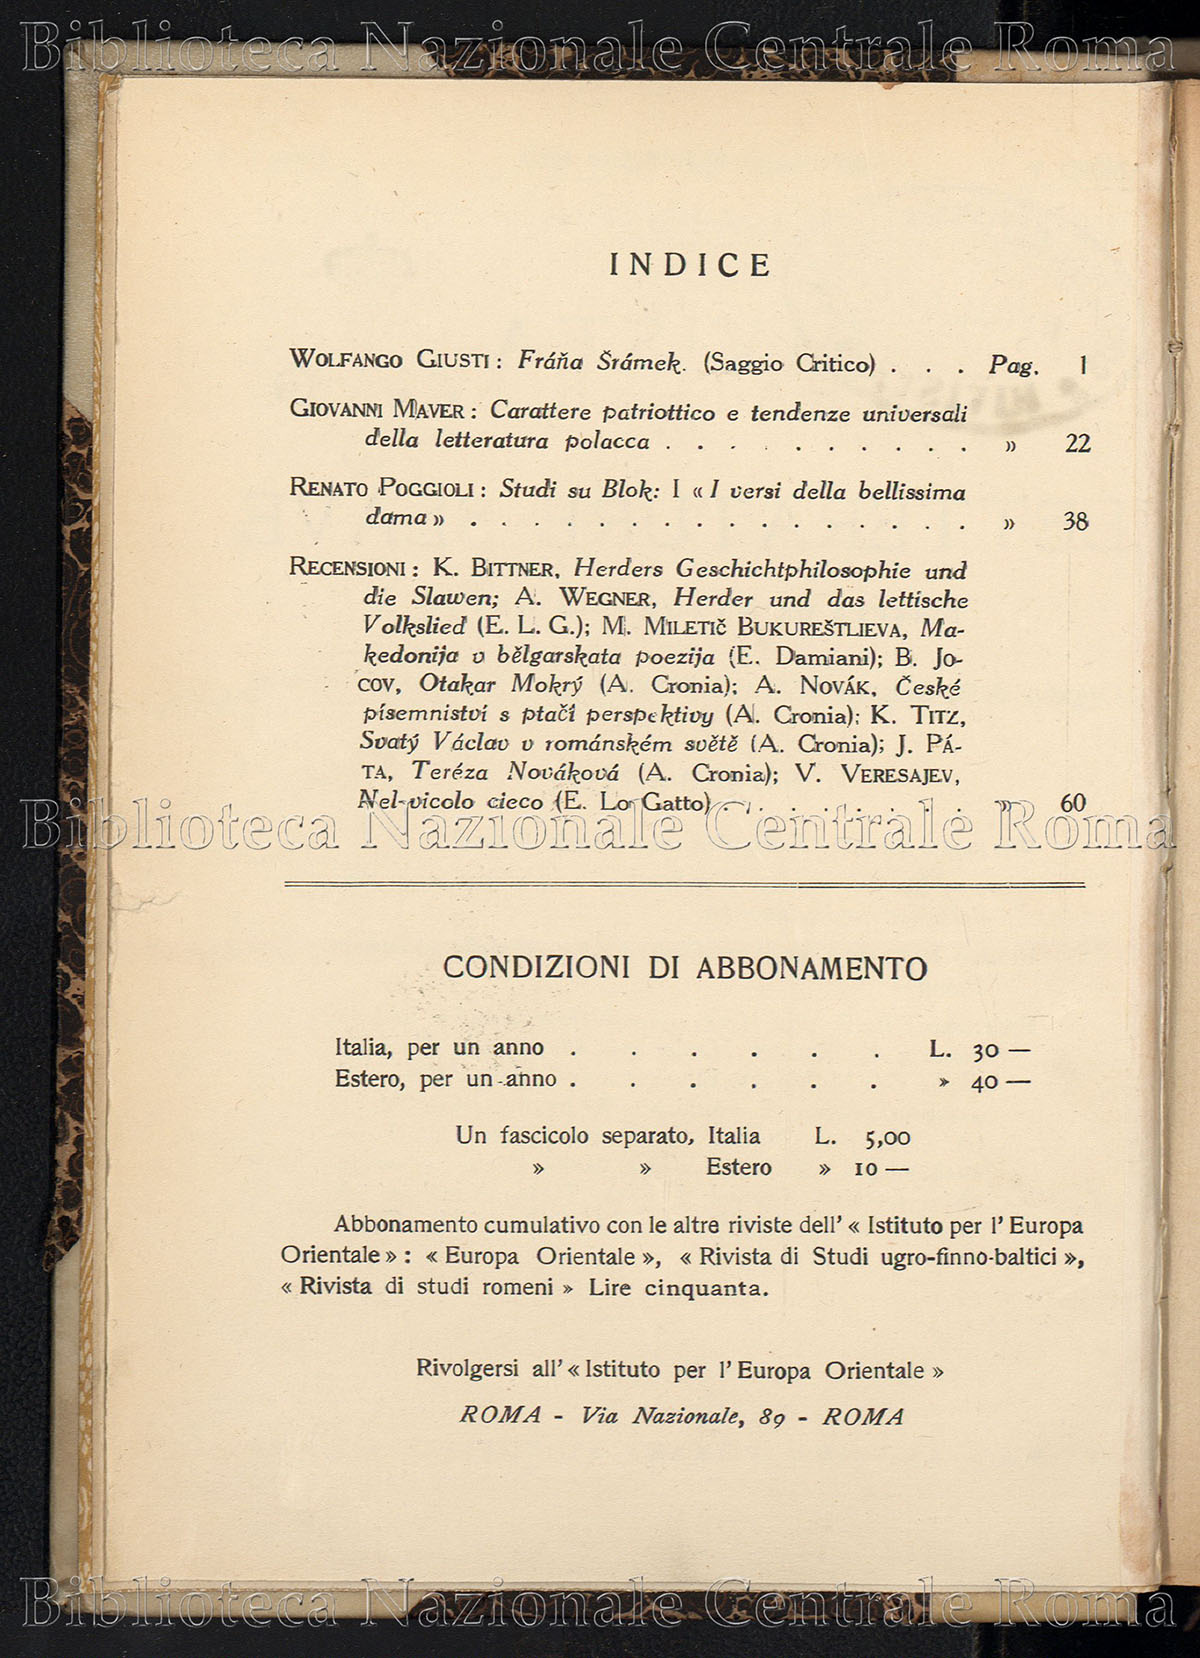 Biblioteca Nazionale Centrale Roma
INDICE
WOLFANGO GIUSTI: Fráňa Šrámek. (Saggio Critico) . . . Pag. 1
GIOVANNI MAVER: Carattere patriottico e tendenze universali
della letteratura polacca . . . . . . . . . . » 22
RENATO POGGIOLI: Studi su Blok: I « I versi della bellissima
dama » . . . . . . . . . . . . . . . . » 38
RECENSIONI: K. BITTNER, Herders Geschichtphilosophie und
die Slawen; A. WEGNER, Herder und das lettische
Volkslied (E. L. G.); M. MILETIČ BUKUREŠTLIEVA, Ma-
kedonija v bĕlgarskata poezija (E. Damiani); B. JO-
COV, Otakar Mokrý (A. Cronia); A. NOVÁK, České
písemniství s ptačí perspektivy (A. Cronia); K. TITZ,
Svatý Václav v románském světě (A. Cronia); J. PÁ-
TA, Teréza Nováková (A. Cronia); V. VERESAJEV,
Nel vicolo cieco (E. Lo Gatto) . . . . . . » 60
Biblioteca Nazionale Centrale Roma
CONDIZIONI DI ABBONAMENTO
Italia, per un anno . . . . . . L. 30 —
Estero, per un anno . . . . . . » 40 —
Un fascicolo separato, Italia L. 5,00
» » Estero » 10 —
Abbonamento cumulativo con le altre riviste dell' « Istituto per l'Europa
Orientale » : « Europa Orientale », « Rivista di Studi ugro-finno-baltici »,
« Rivista di studi romeni » Lire cinquanta.
Rivolgersi all' « Istituto per l'Europa Orientale »
ROMA - Via Nazionale, 89 - ROMA
Biblioteca Nazionale Centrale Roma